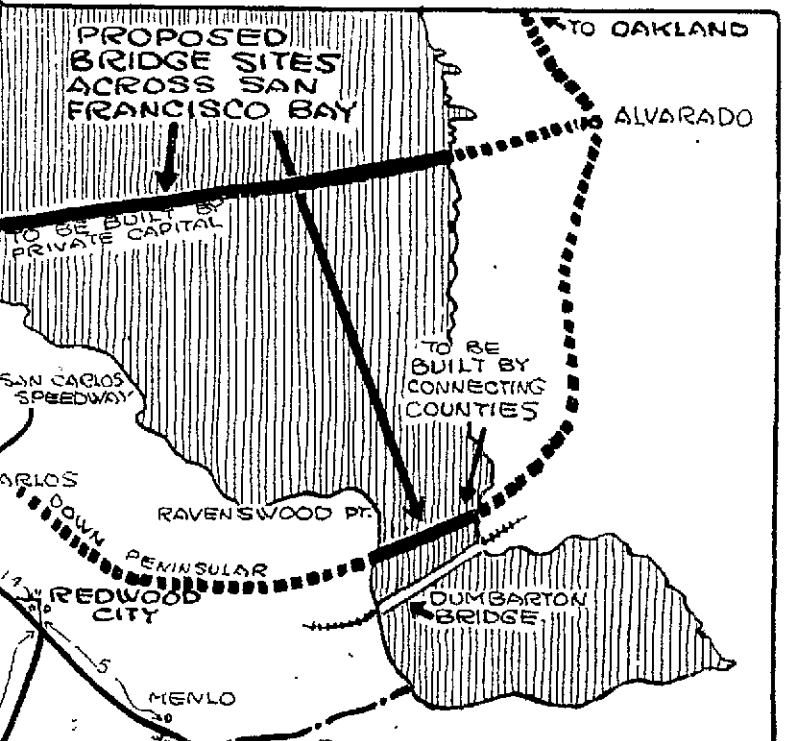 PROPOSED
BRIDGE SITES
ACROSS SAN
FRANCISCO BAY
TO OAKLAND
ALVARADO
TO BE BUILT BY
PRIVATE CAPITAL
TO BE
BUILT BY
CONNECTING
COUNTIES
SAN CARLOS
SPEEDWAY
ARLOS
DOWN
PENINSULAR
RAVENSWOOD PT.
14
REDWOOD
CITY
DUMBARTON
BRIDGE.
5
MENLO